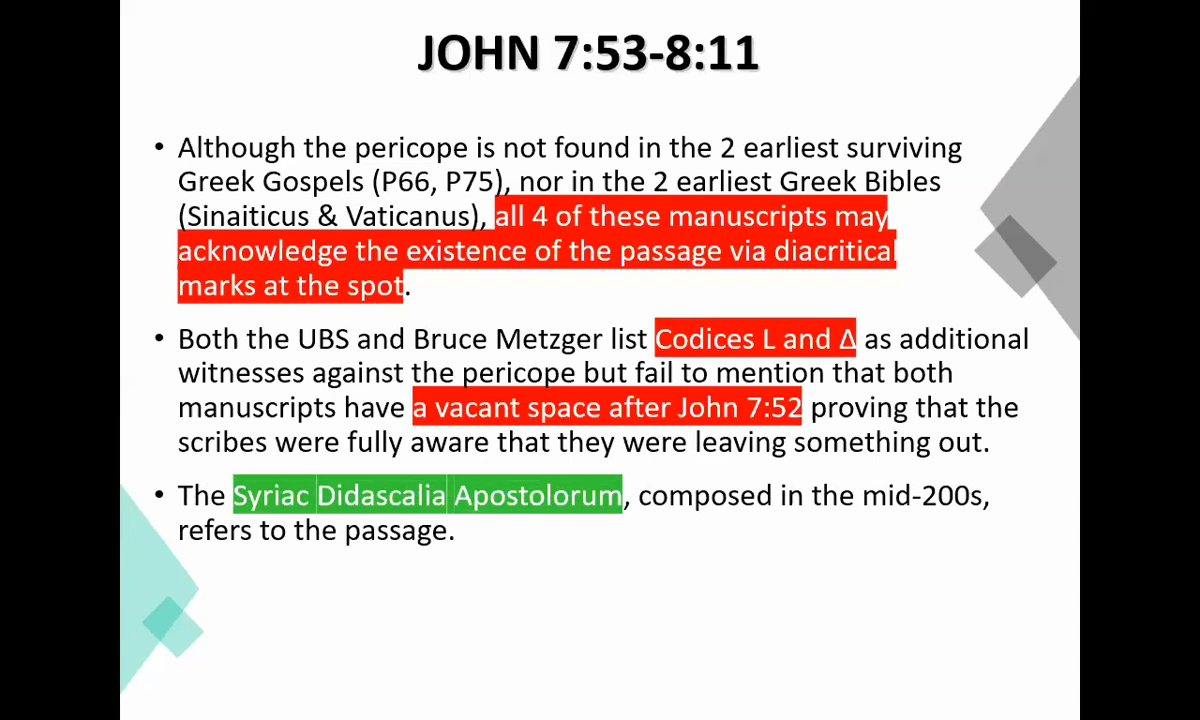 JOHN 7:53-8:11
• Although the pericope is not found in the 2 earliest surviving
Greek Gospels (P66, P75), nor in the 2 earliest Greek Bibles
(Sinaiticus & Vaticanus), all 4 of these manuscripts may
acknowledge the existence of the passage via diacritical
marks at the spot.
• Both the UBS and Bruce Metzger list Codices L and Δ as additional
witnesses against the pericope but fail to mention that both
manuscripts have a vacant space after John 7:52 proving that the
scribes were fully aware that they were leaving something out.
• The Syriac Didascalia Apostolorum, composed in the mid-200s,
refers to the passage.